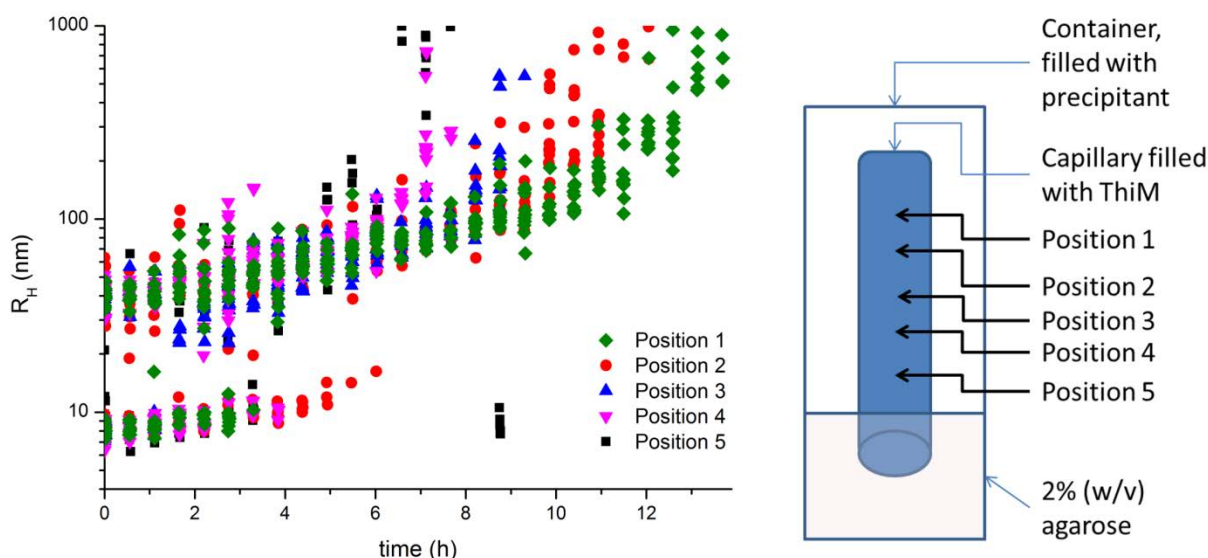 1000
100
10
R_H (nm)
0
2
4
6
8
10
12
time (h)
Position 1
Position 2
Position 3
Position 4
Position 5
Container,
filled with
precipitant
Capillary filled
with ThiM
Position 1
Position 2
Position 3
Position 4
Position 5
2% (w/v)
agarose